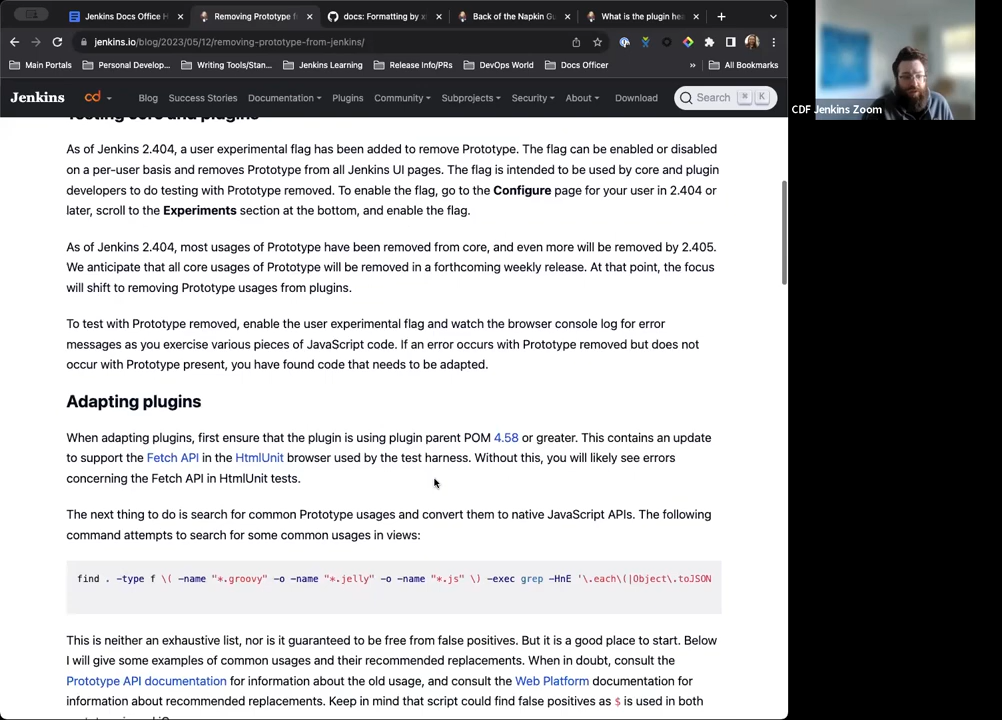 Jenkins Docs Office H
Removing Prototype f
docs: Formatting by x
Back of the Napkin Gu
What is the plugin hea
jenkins.io/blog/2023/05/12/removing-prototype-from-jenkins/
Main Portals
Personal Develop...
Writing Tools/Stan...
Jenkins Learning
Release Info/PRs
DevOps World
Docs Officer
»
All Bookmarks
Jenkins
cd
Blog
Success Stories
Documentation
Plugins
Community
Subprojects
Security
About
Download
Search
⌘
K
CDF Jenkins Zoom
Testing core and plugins
As of Jenkins 2.404, a user experimental flag has been added to remove Prototype. The flag can be enabled or disabled
on a per-user basis and removes Prototype from all Jenkins UI pages. The flag is intended to be used by core and plugin
developers to do testing with Prototype removed. To enable the flag, go to the Configure page for your user in 2.404 or
later, scroll to the Experiments section at the bottom, and enable the flag.
As of Jenkins 2.404, most usages of Prototype have been removed from core, and even more will be removed by 2.405.
We anticipate that all core usages of Prototype will be removed in a forthcoming weekly release. At that point, the focus
will shift to removing Prototype usages from plugins.
To test with Prototype removed, enable the user experimental flag and watch the browser console log for error
messages as you exercise various pieces of JavaScript code. If an error occurs with Prototype removed but does not
occur with Prototype present, you have found code that needs to be adapted.
Adapting plugins
When adapting plugins, first ensure that the plugin is using plugin parent POM 4.58 or greater. This contains an update
to support the Fetch API in the HtmlUnit browser used by the test harness. Without this, you will likely see errors
concerning the Fetch API in HtmlUnit tests.
The next thing to do is search for common Prototype usages and convert them to native JavaScript APIs. The following
command attempts to search for some common usages in views:
find . -type f \( -name "*.groovy" -o -name "*.jelly" -o -name "*.js" \) -exec grep -HnE '\.each\(|Object\.toJSON
This is neither an exhaustive list, nor is it guaranteed to be free from false positives. But it is a good place to start. Below
I will give some examples of common usages and their recommended replacements. When in doubt, consult the
Prototype API documentation for information about the old usage, and consult the Web Platform documentation for
information about recommended replacements. Keep in mind that script could find false positives as $ is used in both